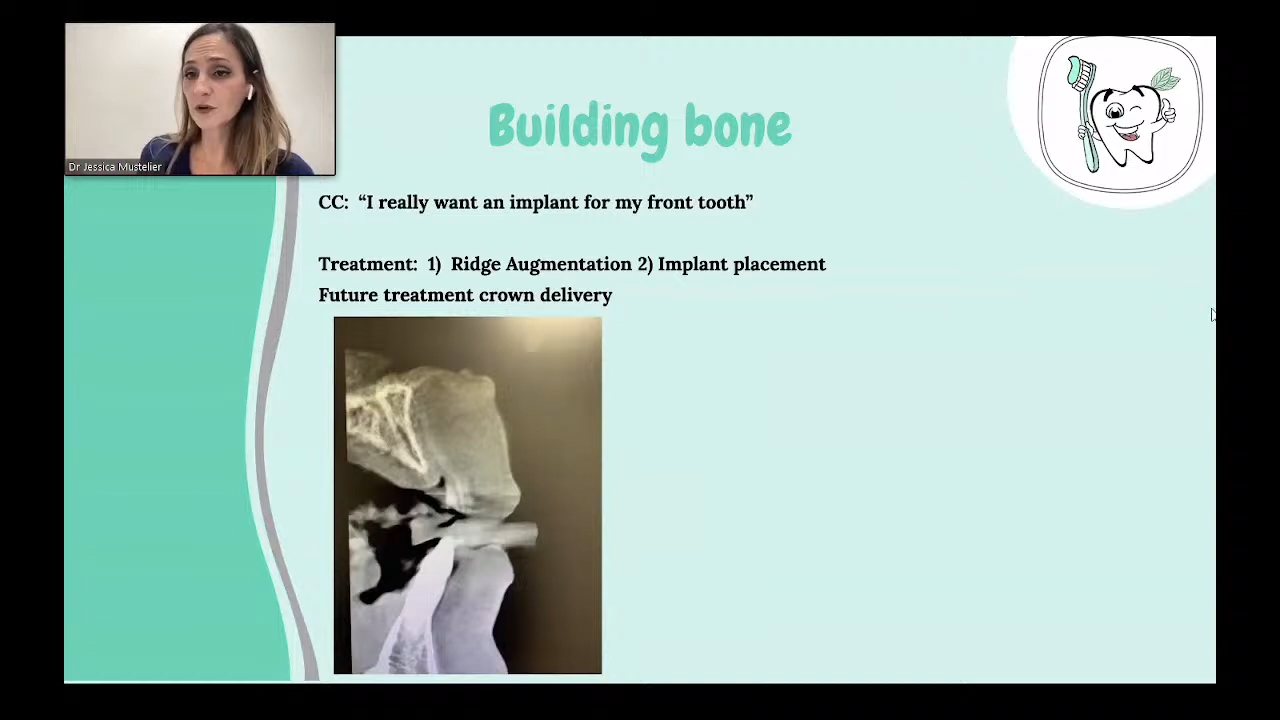 Dr Jessica Mustelier
Building bone
CC: “I really want an implant for my front tooth”
Treatment: 1) Ridge Augmentation 2) Implant placement
Future treatment crown delivery